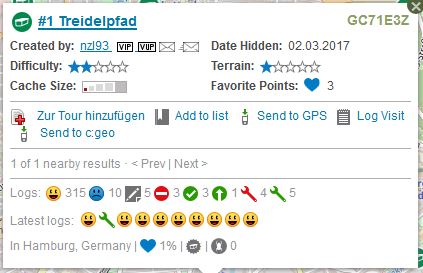 #1 Treidelpfad GC71E3Z
Created by: nzl93 VIP VIP Date Hidden: 02.03.2017
Difficulty: Terrain:
Cache Size: Favorite Points: 3
Zur Tour hinzufügen Add to list Send to GPS Log Visit
Send to c:geo
1 of 1 nearby results - < Prev | Next >
Logs: 315 10 5 3 3 1 4 5
Latest logs:
In Hamburg, Germany | 1% | | 0